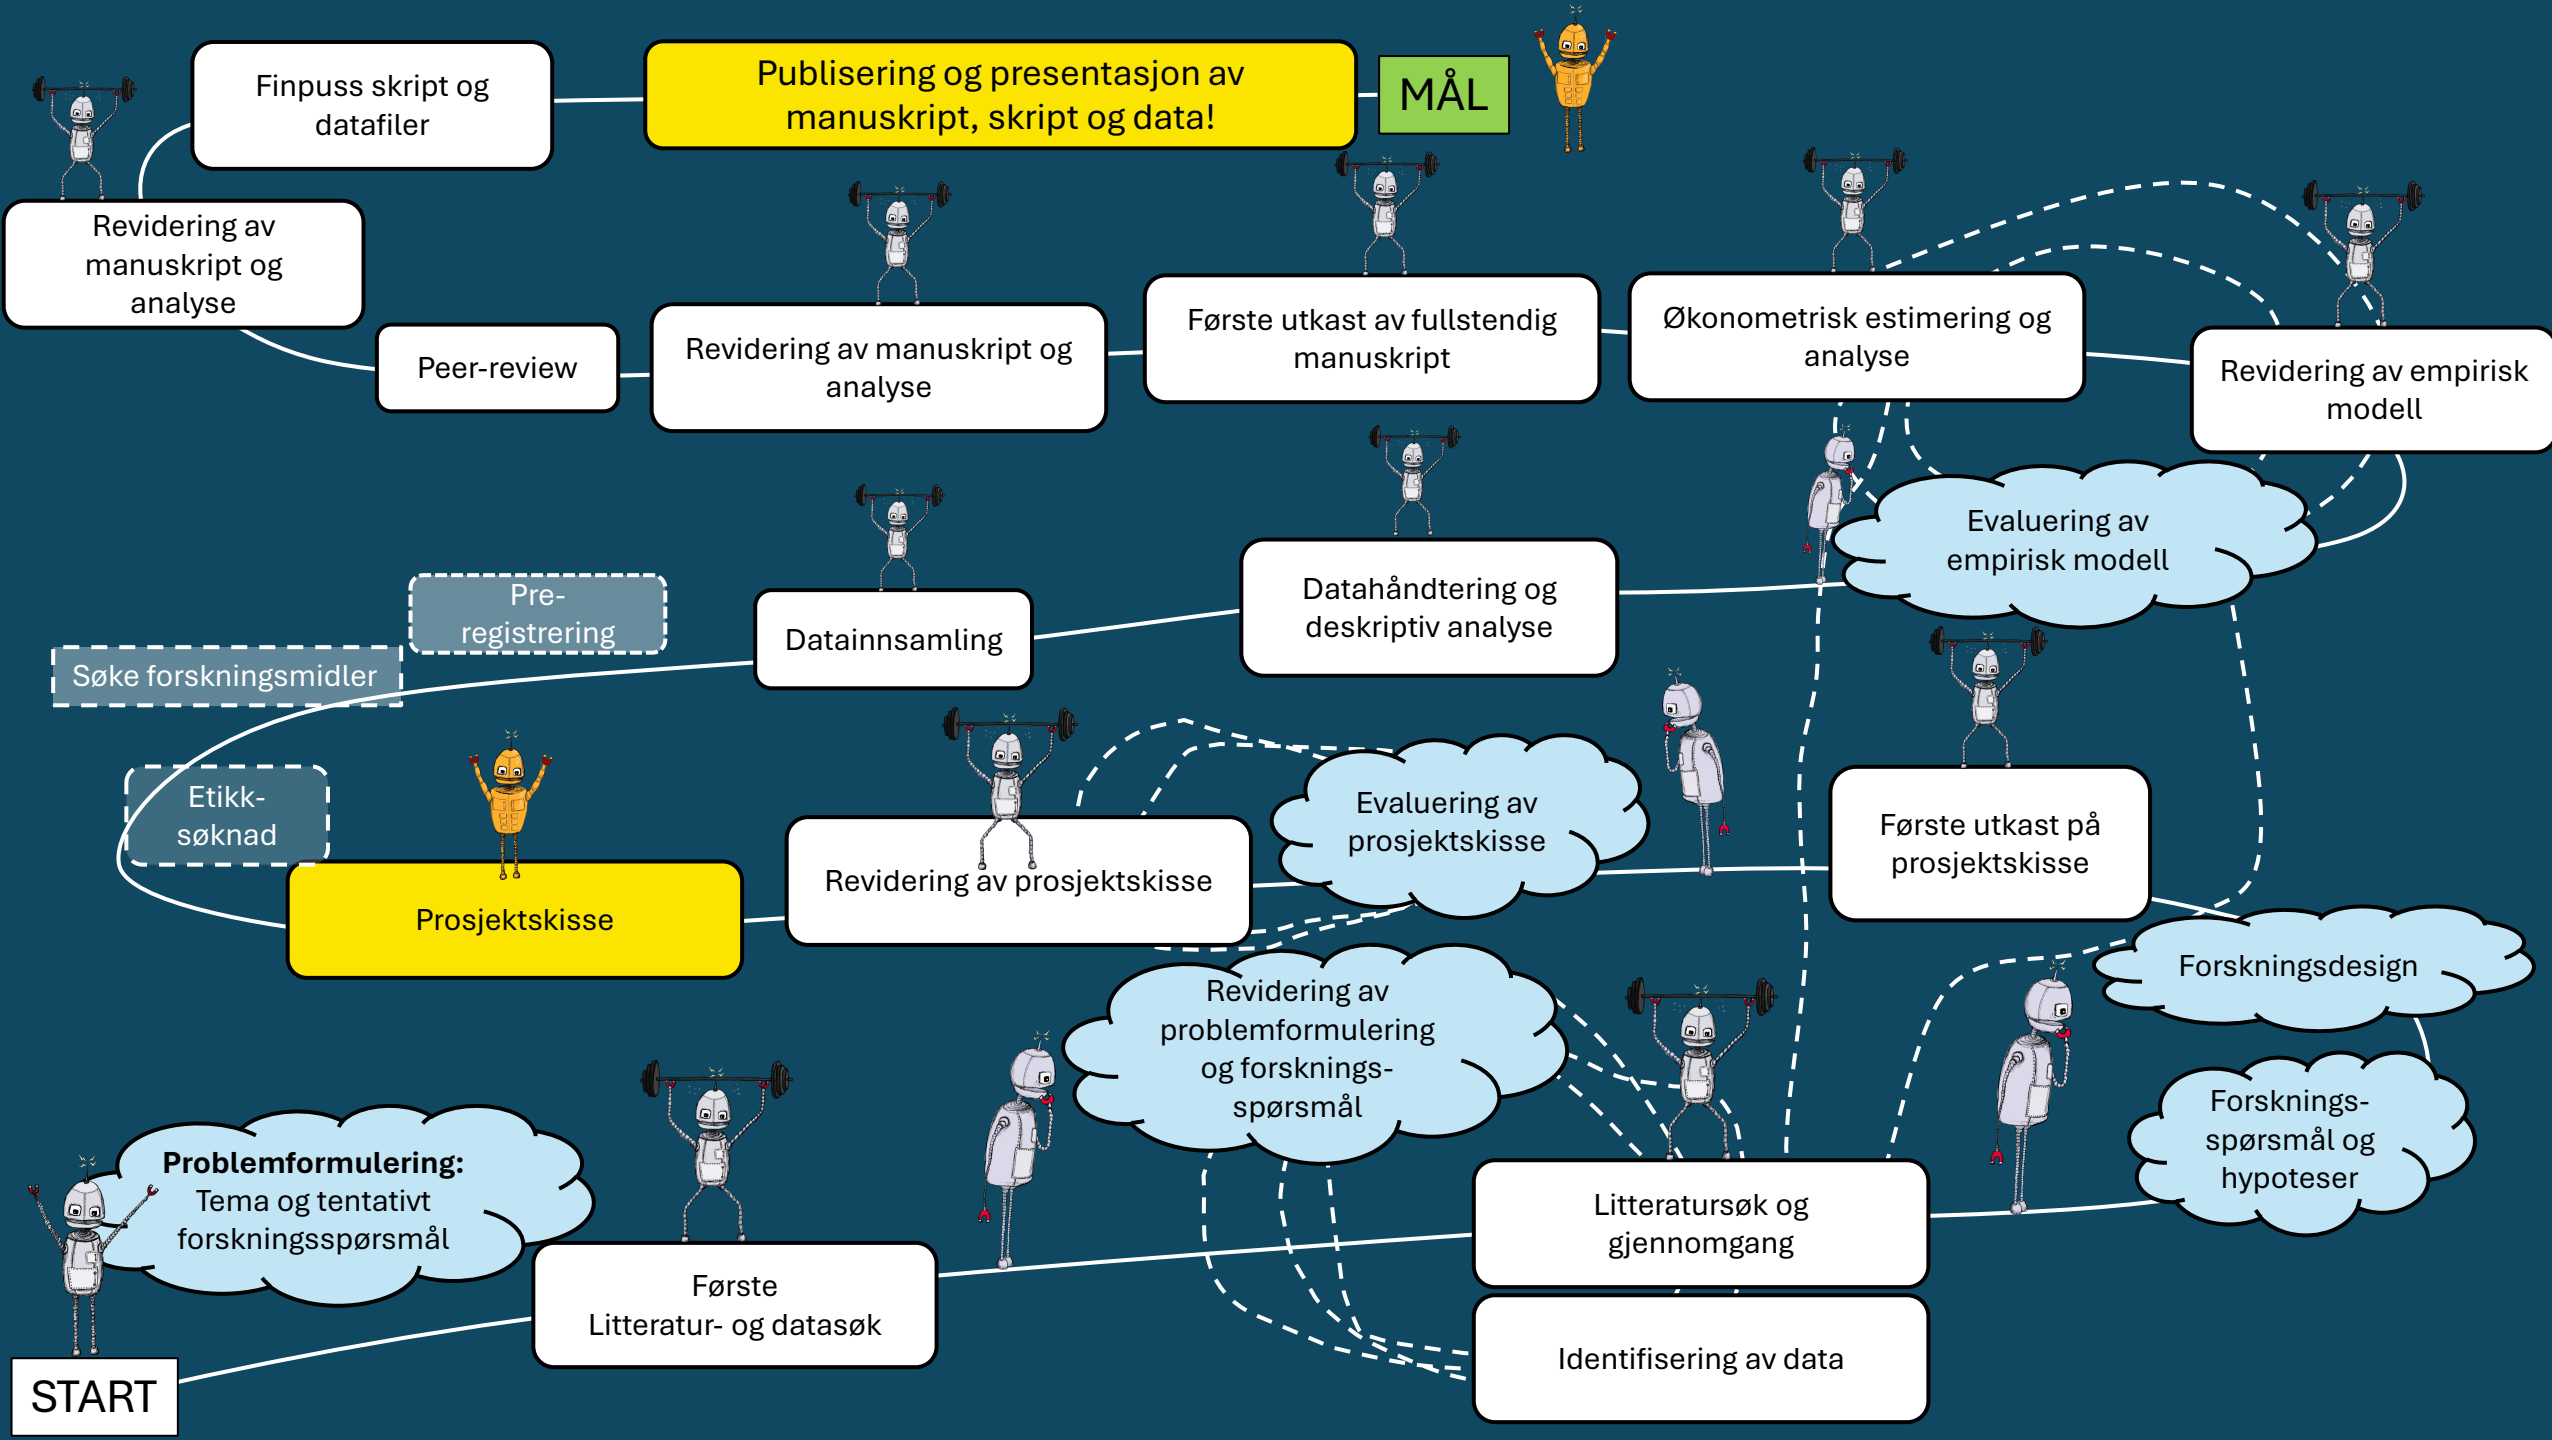 Finpuss skript og
datafiler
Publisering og presentasjon av
manuskript, skript og data!
MÅL
Revidering av
manuskript og
analyse
Peer-review
Revidering av manuskript og
analyse
Første utkast av fullstendig
manuskript
Økonometrisk estimering og
analyse
Revidering av empirisk
modell
Evaluering av
empirisk modell
Datahåndtering og
deskriptiv analyse
Datainnsamling
Pre-
registrering
Søke forskningsmidler
Etikk-
søknad
Prosjektskisse
Revidering av prosjektskisse
Evaluering av
prosjektskisse
Første utkast på
prosjektskisse
Forskningsdesign
Forsknings-
spørsmål og
hypoteser
Revidering av
problemformulering
og forsknings-
spørsmål
Litteratursøk og
gjennomgang
Identifisering av data
Problemformulering:
Tema og tentativt
forskningsspørsmål
Første
Litteratur- og datasøk
START